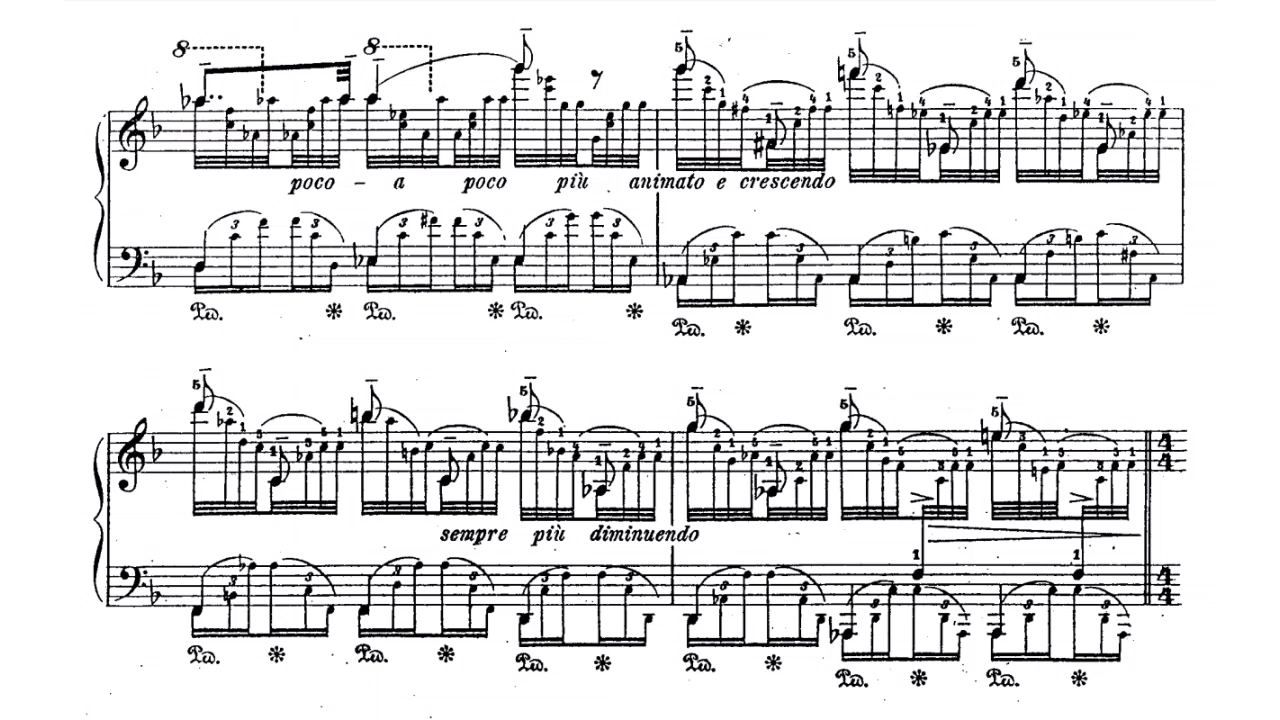 poco - a poco più animato e crescendo
sempre più diminuendo